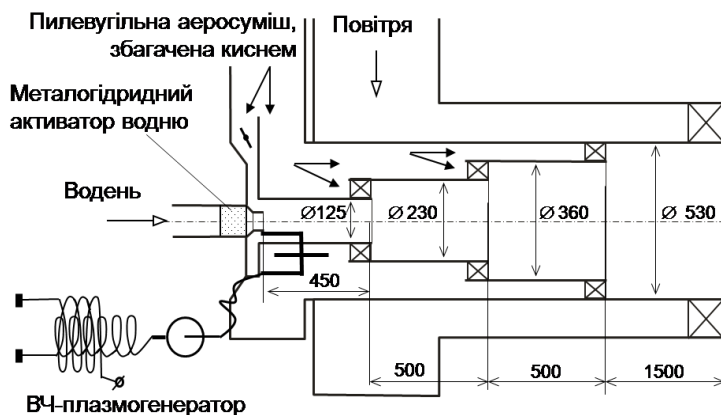 Пилевугільна аеросуміш,
збагачена киснем
Повітря
Металогідридний
активатор водню
Водень
Ø125
Ø 230
Ø 360
Ø 530
450
500
500
1500
ВЧ-плазмогенератор